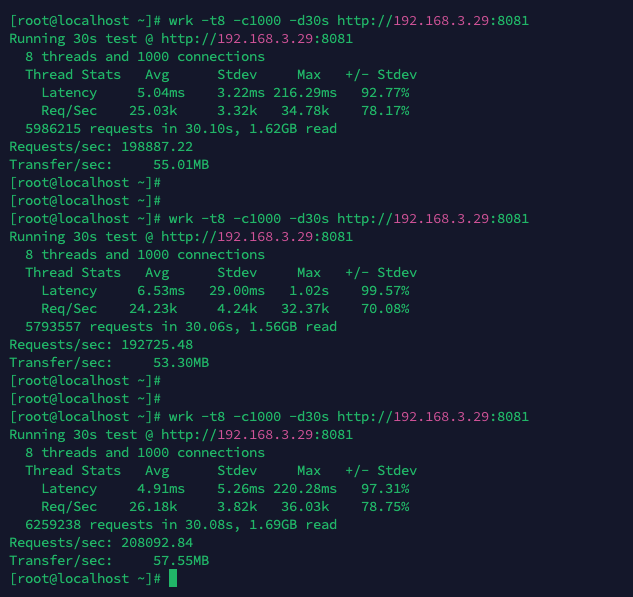 [root@localhost ~]# wrk -t8 -c1000 -d30s http://192.168.3.29:8081
Running 30s test @ http://192.168.3.29:8081
  8 threads and 1000 connections
  Thread Stats   Avg      Stdev     Max   +/- Stdev
    Latency     5.04ms    3.22ms 216.29ms   92.77%
    Req/Sec    25.03k     3.32k   34.78k    78.17%
  5986215 requests in 30.10s, 1.62GB read
Requests/sec: 198887.22
Transfer/sec:     55.01MB
[root@localhost ~]#
[root@localhost ~]#
[root@localhost ~]# wrk -t8 -c1000 -d30s http://192.168.3.29:8081
Running 30s test @ http://192.168.3.29:8081
  8 threads and 1000 connections
  Thread Stats   Avg      Stdev     Max   +/- Stdev
    Latency     6.53ms   29.00ms   1.02s    99.57%
    Req/Sec    24.23k     4.24k   32.37k    70.08%
  5793557 requests in 30.06s, 1.56GB read
Requests/sec: 192725.48
Transfer/sec:     53.30MB
[root@localhost ~]#
[root@localhost ~]#
[root@localhost ~]# wrk -t8 -c1000 -d30s http://192.168.3.29:8081
Running 30s test @ http://192.168.3.29:8081
  8 threads and 1000 connections
  Thread Stats   Avg      Stdev     Max   +/- Stdev
    Latency     4.91ms    5.26ms 220.28ms   97.31%
    Req/Sec    26.18k     3.82k   36.03k    78.75%
  6259238 requests in 30.08s, 1.69GB read
Requests/sec: 208092.84
Transfer/sec:     57.55MB
[root@localhost ~]#